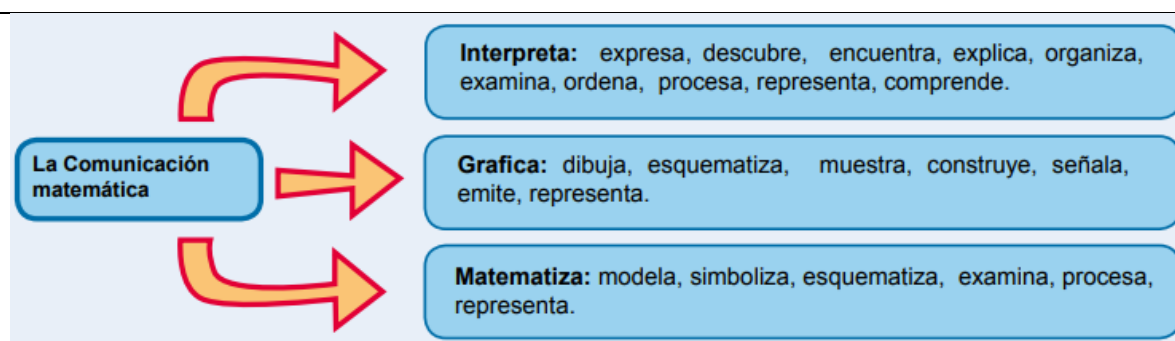 Interpreta: expresa, descubre, encuentra, explica, organiza,
examina, ordena, procesa, representa, comprende.
La Comunicación
matemática
Grafica: dibuja, esquematiza, muestra, construye, señala,
emite, representa.
Matematiza: modela, simboliza, esquematiza, examina, procesa,
representa.